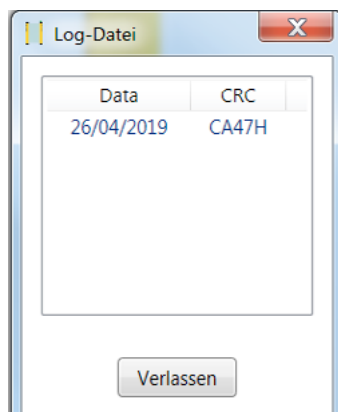 Log-Datei
Data CRC
26/04/2019 CA47H
Verlassen